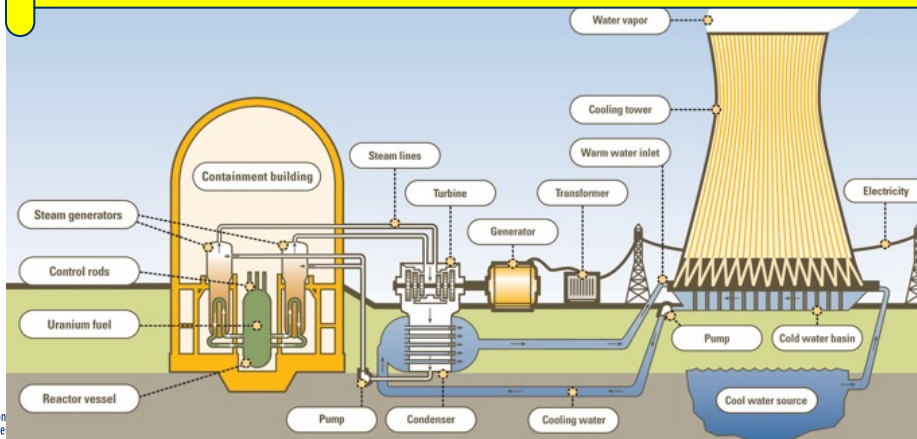 Water vapor
Cooling tower
Steam lines
Warm water inlet
Containment building
Turbine
Transformer
Electricity
Steam generators
Generator
Control rods
Uranium fuel
Pump
Cold water basin
Reactor vessel
Pump
Condenser
Cooling water
Cool water source
on